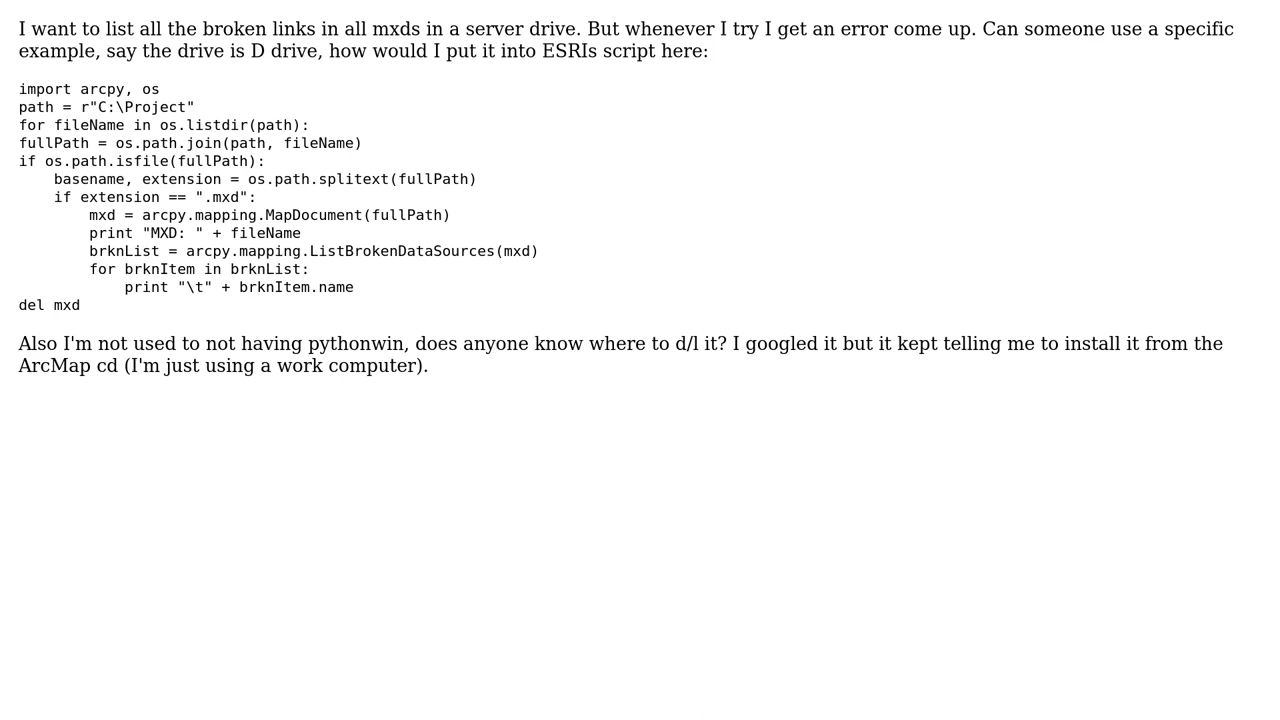 I want to list all the broken links in all mxds in a server drive. But whenever I try I get an error come up. Can someone use a specific
example, say the drive is D drive, how would I put it into ESRIs script here:
import arcpy, os
path = r"C:\Project"
for fileName in os.listdir(path):
fullPath = os.path.join(path, fileName)
if os.path.isfile(fullPath):
    basename, extension = os.path.splitext(fullPath)
    if extension == ".mxd":
        mxd = arcpy.mapping.MapDocument(fullPath)
        print "MXD: " + fileName
        brknList = arcpy.mapping.ListBrokenDataSources(mxd)
        for brknItem in brknList:
            print "\t" + brknItem.name
del mxd
Also I'm not used to not having pythonwin, does anyone know where to d/l it? I googled it but it kept telling me to install it from the
ArcMap cd (I'm just using a work computer).